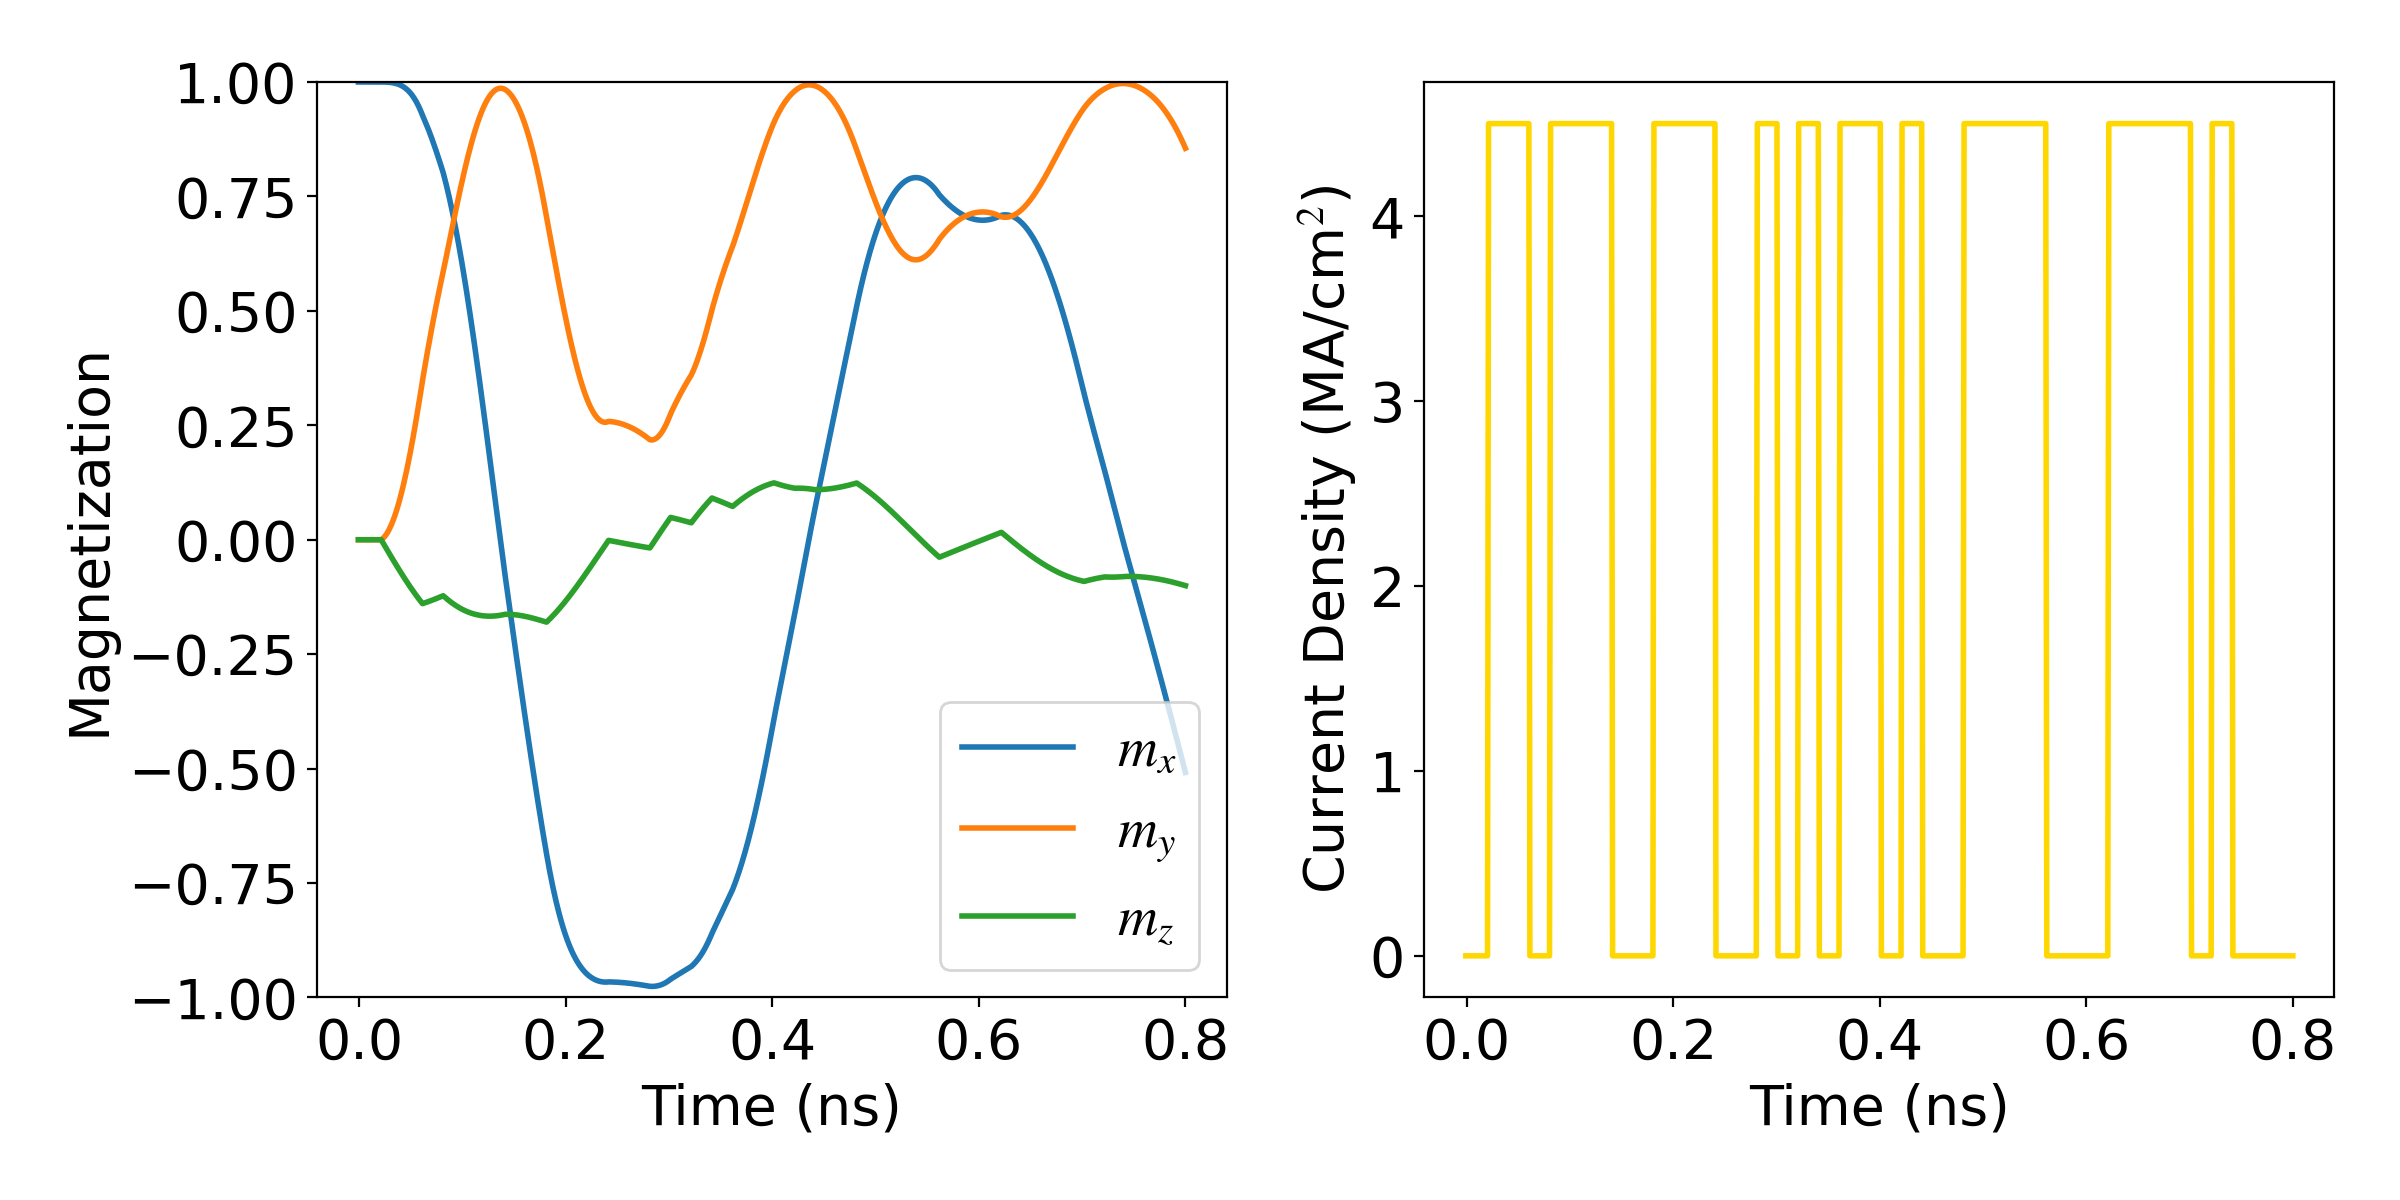 Magnetization
1.00
0.75
0.50
0.25
0.00
−0.25
−0.50
−0.75
−1.00
0.0 0.2 0.4 0.6 0.8
Time (ns)
mₓ
m_y
m_z
Current Density (MA/cm²)
4
3
2
1
0
0.0 0.2 0.4 0.6 0.8
Time (ns)